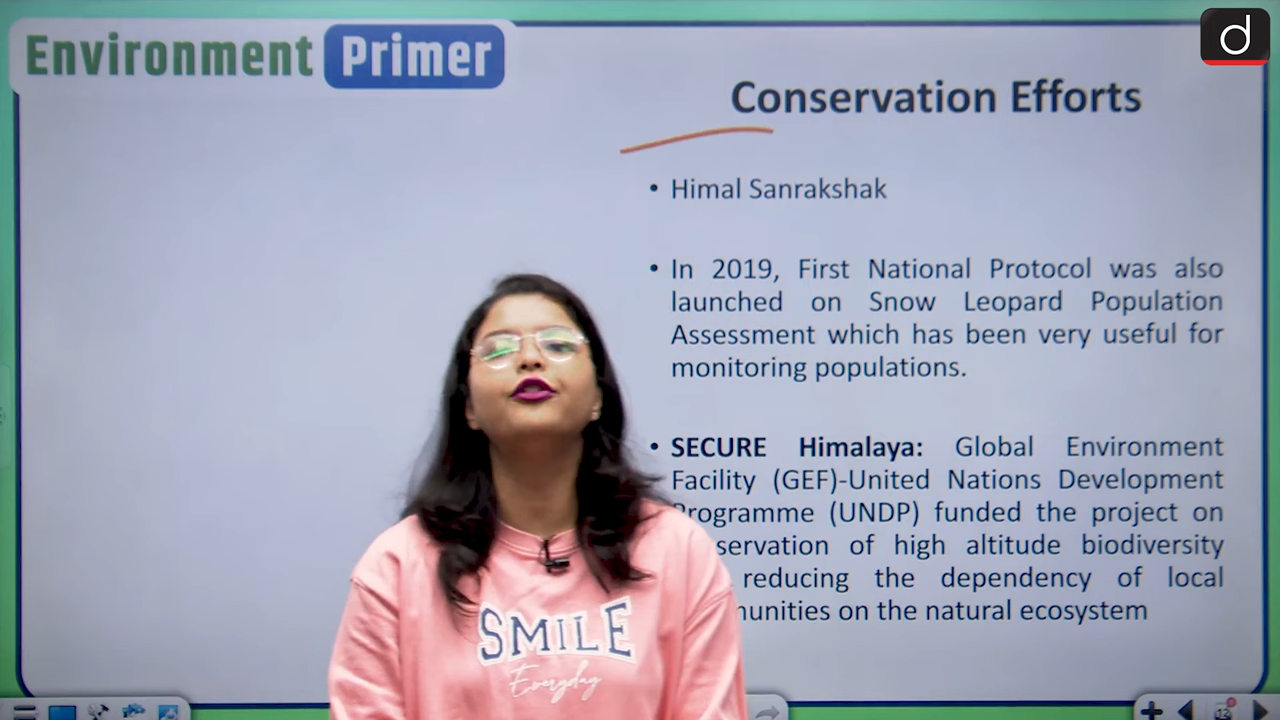 Environment Primer
d
Conservation Efforts
• Himal Sanrakshak
• In 2019, First National Protocol was also
launched on Snow Leopard Population
Assessment which has been very useful for
monitoring populations.
• SECURE Himalaya: Global Environment
Facility (GEF)-United Nations Development
Programme (UNDP) funded the project on
servation of high altitude biodiversity
reducing the dependency of local
munities on the natural ecosystem
SMILE
Everyday
12